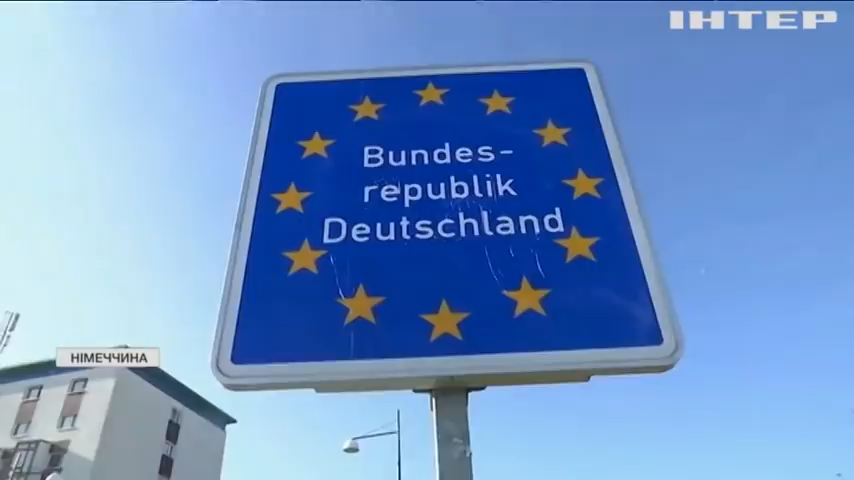 ІНТЕР
Bundes-
republik
Deutschland
НІМЕЧЧИНА